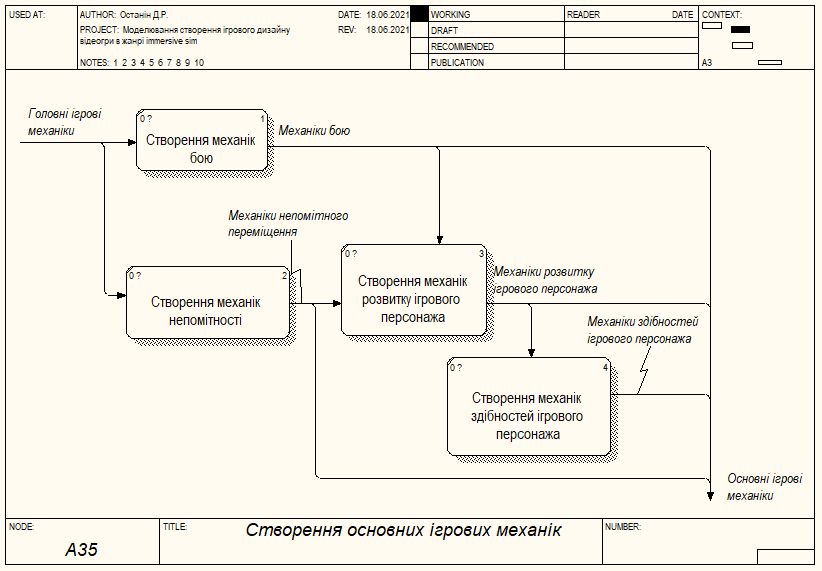 USED AT:
AUTHOR: Останін Д.Р.
DATE: 18.06.2021
WORKING
READER
DATE
CONTEXT:
PROJECT: Моделювання створення ігрового дизайну
відеогри в жанрі immersive sim
REV: 18.06.2021
DRAFT
RECOMMENDED
NOTES: 1 2 3 4 5 6 7 8 9 10
PUBLICATION
A3
Головні ігрові
механіки
0 ?
1
Створення механік
бою
Механіки бою
Механіки непомітного
переміщення
0 ?
2
Створення механік
непомітності
0 ?
3
Створення механік
розвитку ігрового
персонажа
Механіки розвитку
ігрового персонажа
Механіки здібностей
ігрового персонажа
0 ?
4
Створення механік
здібностей ігрового
персонажа
Основні ігрові
механіки
NODE:
A35
TITLE:
Створення основних ігрових механік
NUMBER: